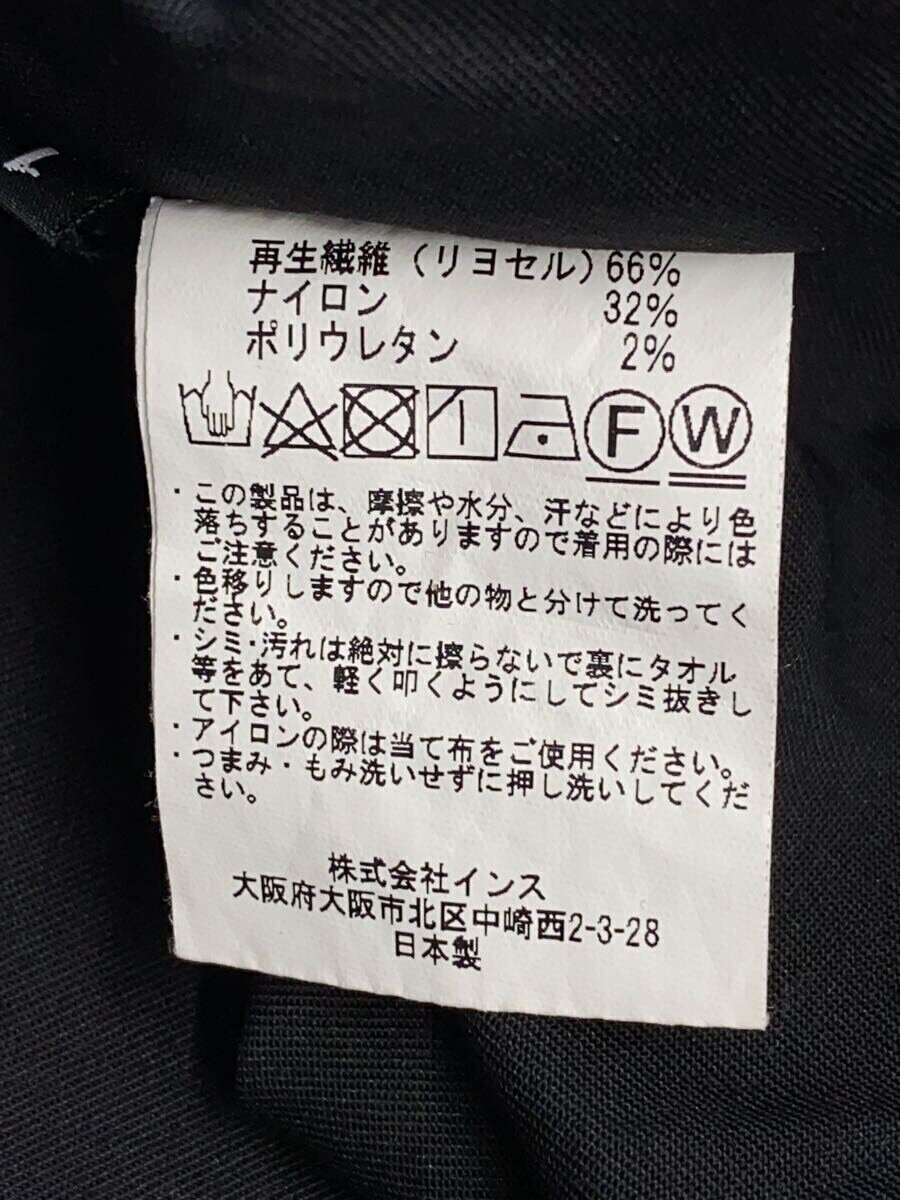 再生繊維（リヨセル）66%
ナイロン 32%
ポリウレタン 2%
F W
・この製品は、摩擦や水分、汗などにより色
落ちすることがありますので着用の際には
ご注意ください。
・色移りしますので他の物と分けて洗ってく
ださい。
・シミ・汚れは絶対に擦らないで裏にタオル
等をあて、軽く叩くようにしてシミ抜きし
て下さい。
・アイロンの際は当て布をご使用ください。
・つまみ・もみ洗いせずに押し洗いしてくだ
さい。
株式会社インス
大阪府大阪市北区中崎西2-3-28
日本製